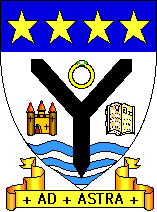 + AD + ASTRA +